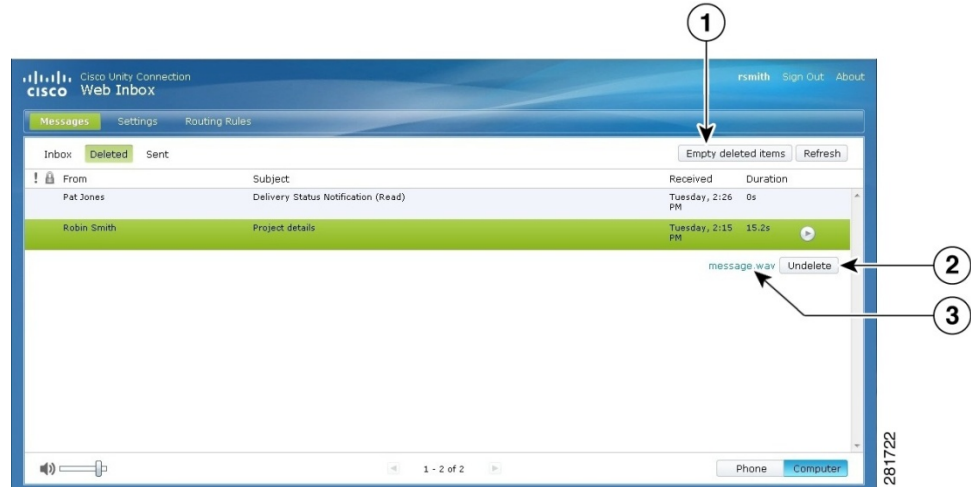 1
Cisco Unity Connection
CISCO Web Inbox
rsmith Sign Out About
Messages Settings Routing Rules
Inbox Deleted Sent Empty deleted items Refresh
! From Subject Received Duration
Pat Jones Delivery Status Notification (Read) Tuesday, 2:26 0s
PM
Robin Smith Project details Tuesday, 2:15 15.2s
PM
message.wav Undelete 2
3
1 - 2 of 2 Phone Computer
281722